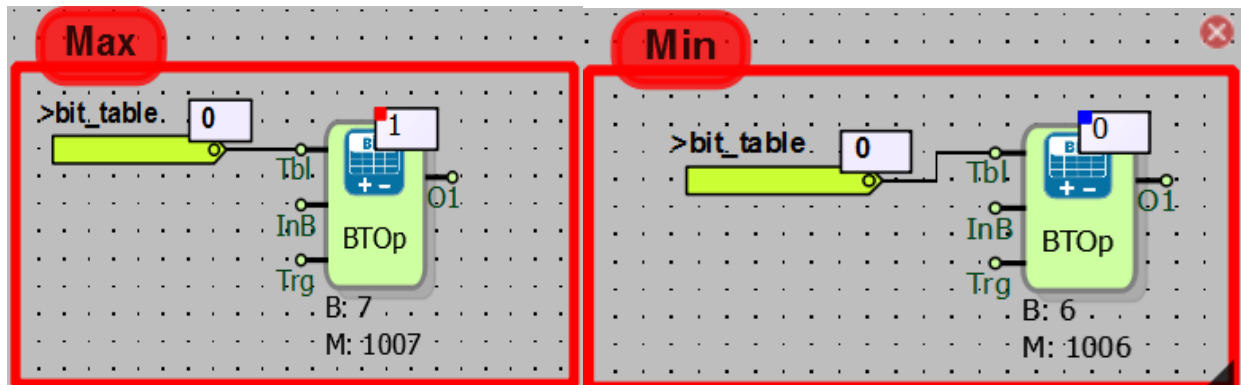 Max
>bit_table.
0
1
B
+ -
Tbl
InB
Trg
BTOp
O1
B: 7
M: 1007
Min
>bit_table.
0
0
B
+ -
Tbl
InB
Trg
BTOp
O1
B: 6
M: 1006